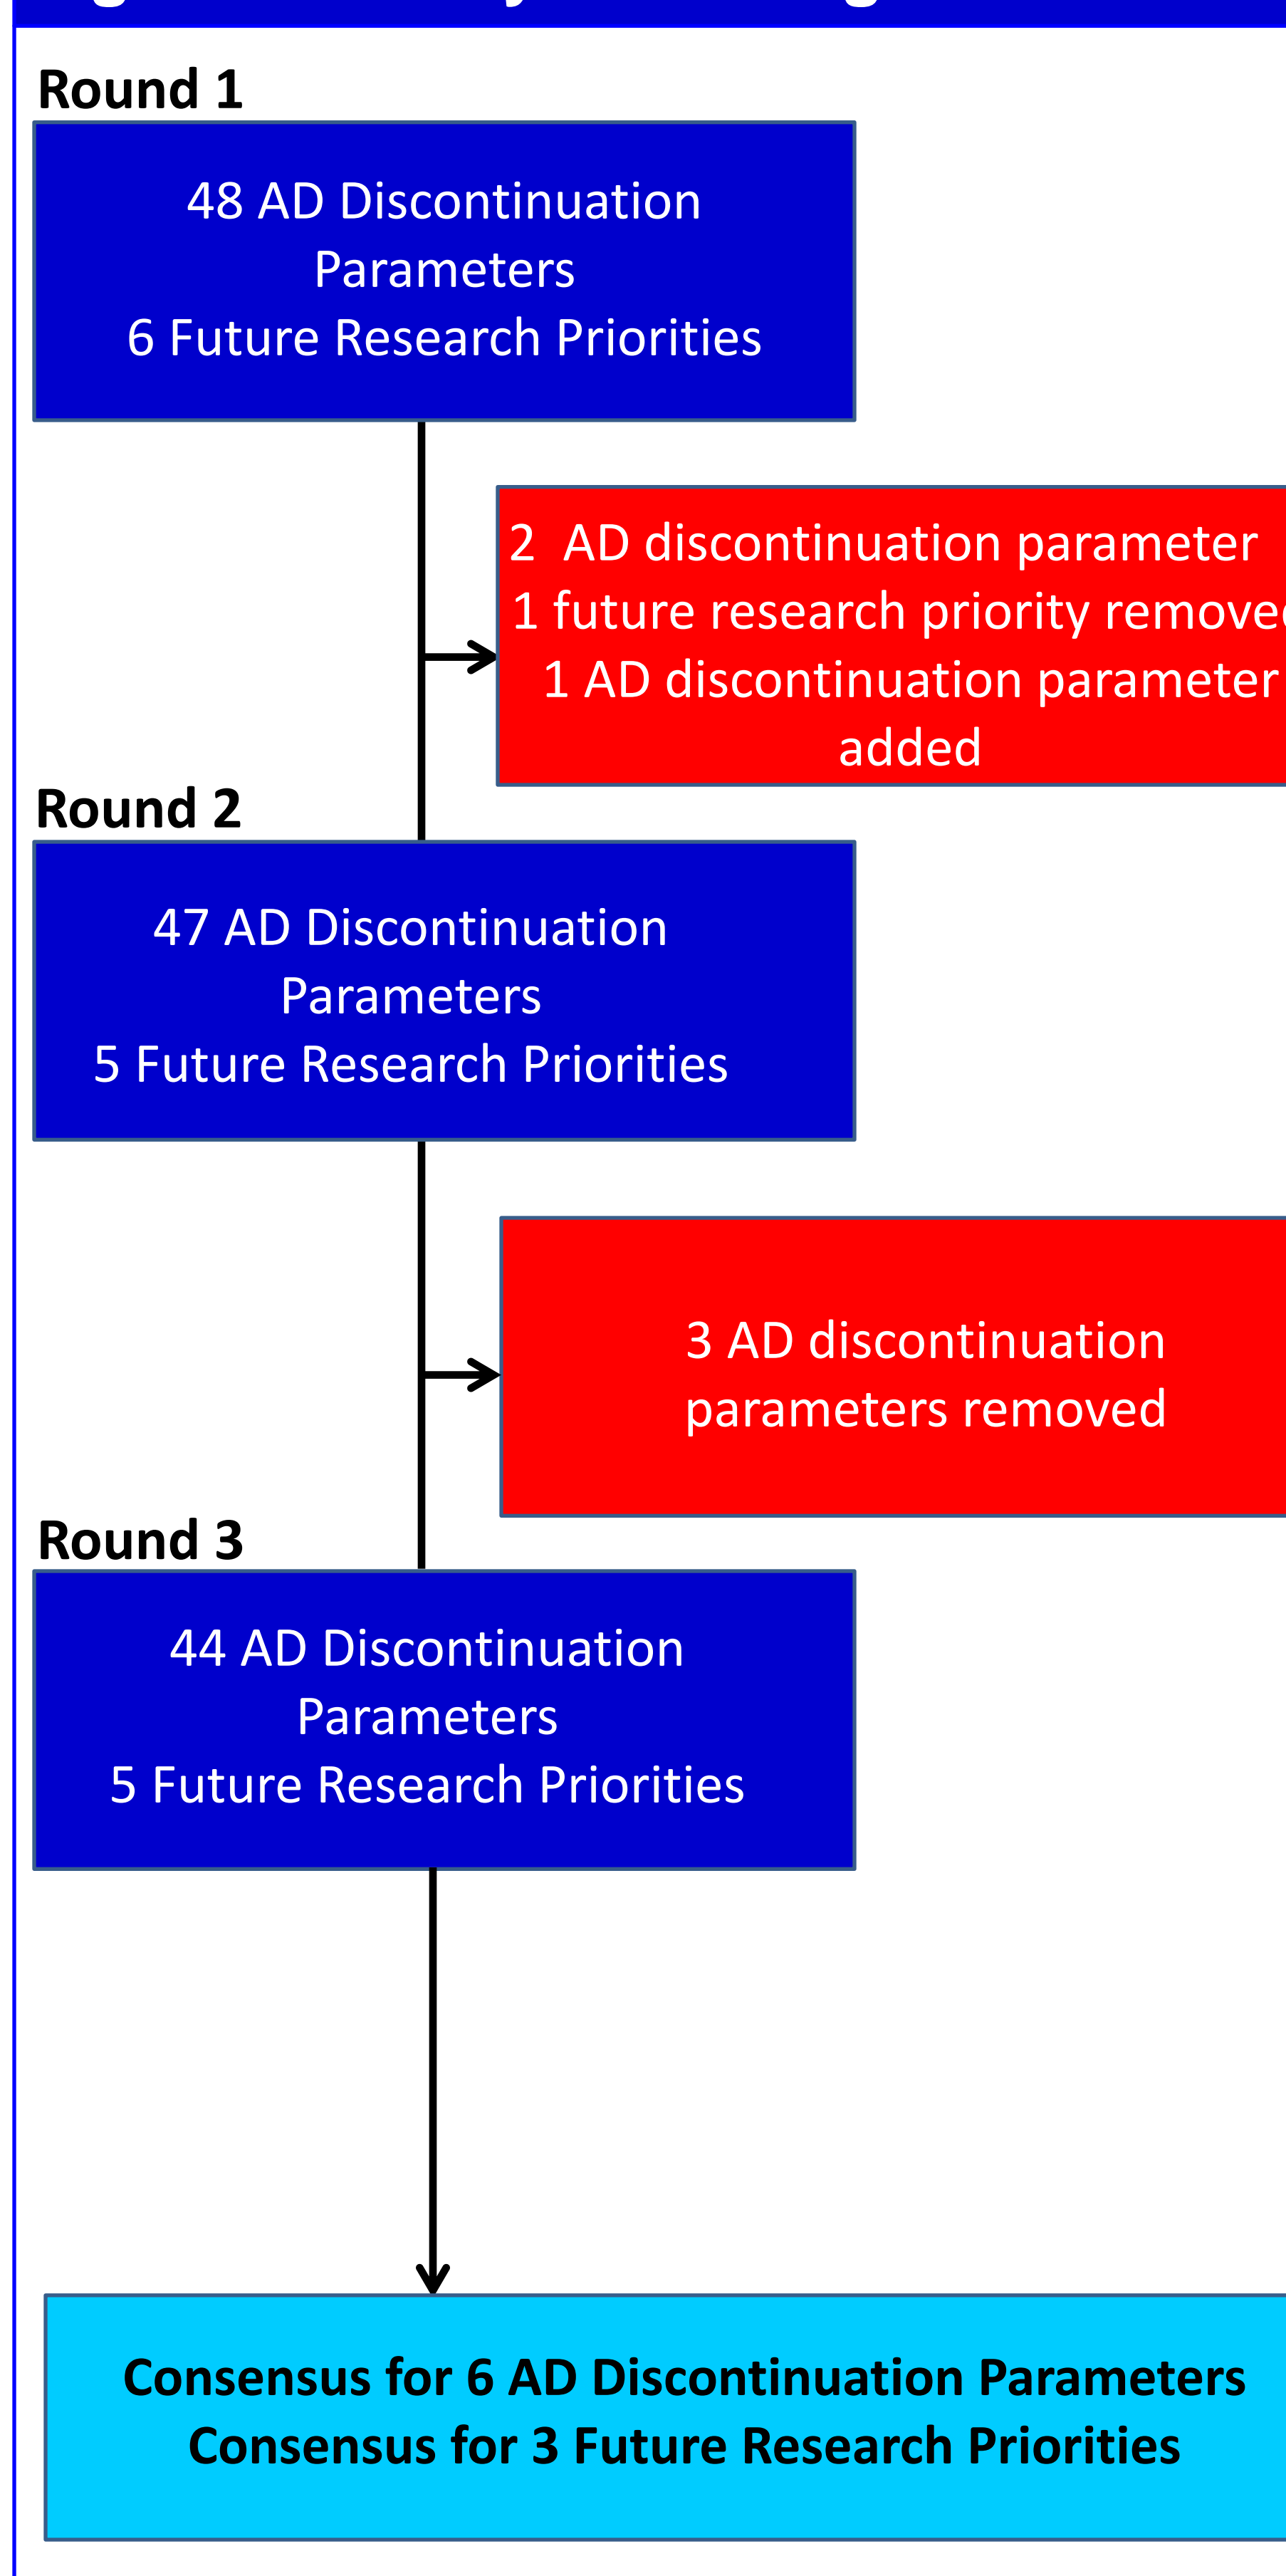 Round 1
48 AD Discontinuation
Parameters
6 Future Research Priorities
2 AD discontinuation parameter
1 future research priority
1 AD discontinuation parameter
added
Round 2
47 AD Discontinuation
Parameters
5 Future Research Priorities
3 AD discontinuation
parameters removed
Round 3
44 AD Discontinuation
Parameters
5 Future Research Priorities
Consensus for 6 AD Discontinuation Parameters
Consensus for 3 Future Research Priorities